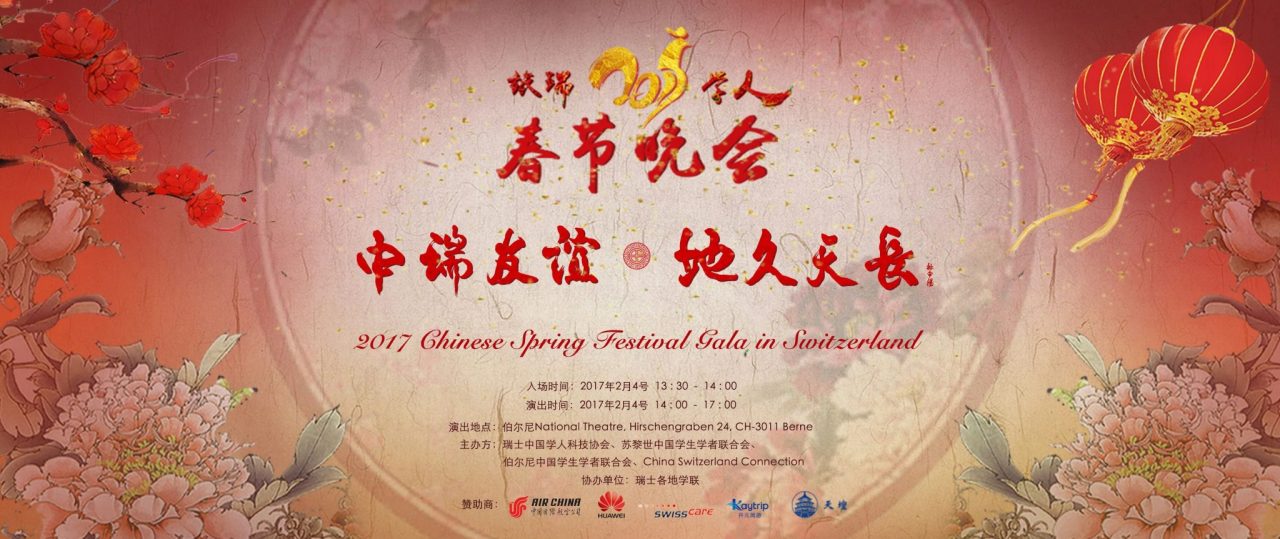 旅瑞 2017 学人
春节晚会
中瑞友谊 地久天長
2017 Chinese Spring Festival Gala in Switzerland
入场时间：2017年2月4号 13:30 - 14:00
演出时间：2017年2月4号 14:00 - 17:00
演出地点：伯尔尼National Theatre, Hirschengraben 24, CH-3011 Berne
主办方：瑞士中国学人科技协会、苏黎世中国学生学者联合会、
伯尔尼中国学生学者联合会、China Switzerland Connection
协办单位：瑞士各地学联
赞助商： AIR CHINA 中国国际航空公司 HUAWEI swisscare Kaytrip 开元周游 天壇